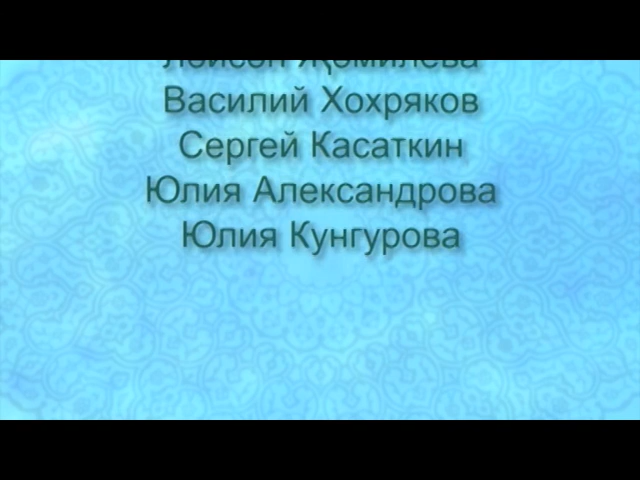 Василий Хохряков
Сергей Касаткин
Юлия Александрова
Юлия Кунгурова